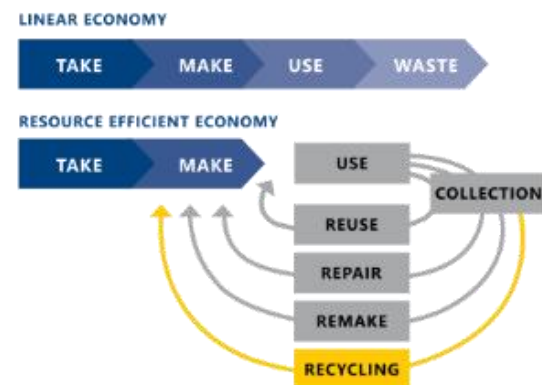 LINEAR ECONOMY
TAKE MAKE USE WASTE
RESOURCE EFFICIENT ECONOMY
TAKE MAKE USE
COLLECTION
REUSE
REPAIR
REMAKE
RECYCLING